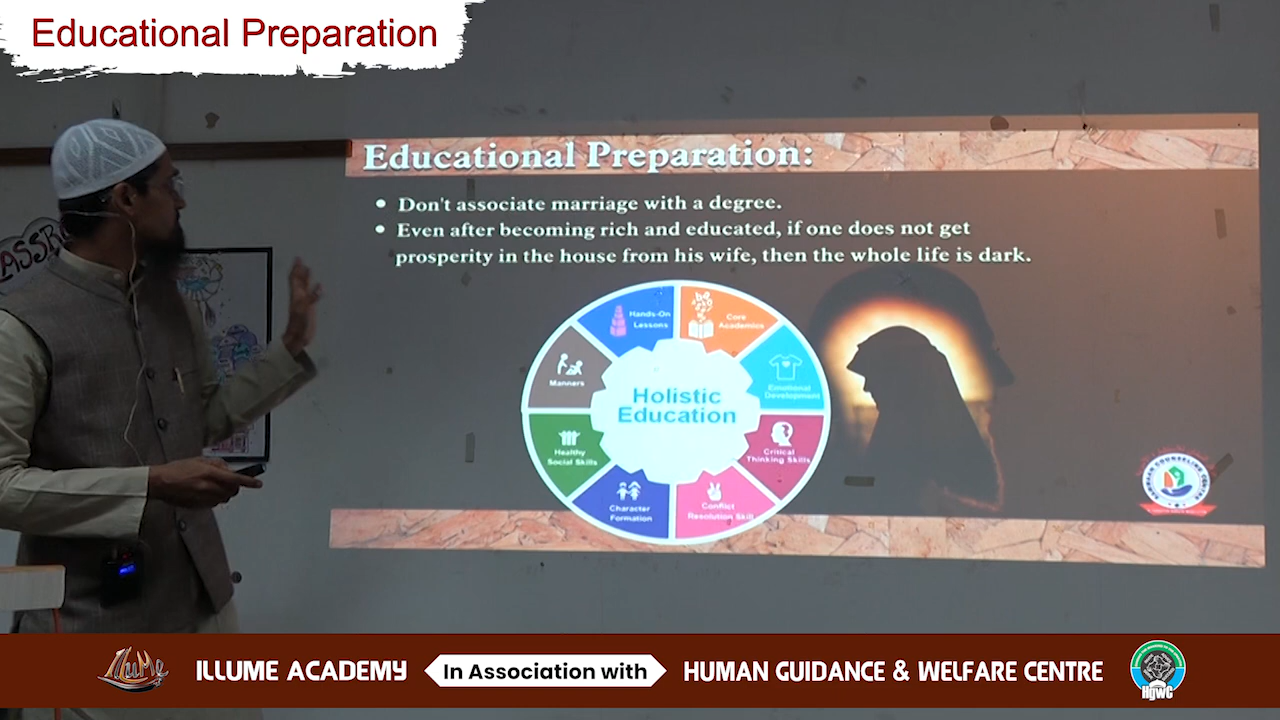 Educational Preparation
Educational Preparation:
• Don't associate marriage with a degree.
• Even after becoming rich and educated, if one does not get
prosperity in the house from his wife, then the whole life is dark.
Hands-On
Lessons
Core
Academics
Manners
Emotional
Development
Holistic
Education
Healthy
Social Skills
Critical
Thinking Skills
Character
Formation
Conflict
Resolution Skill
COUNSELING
ILLUME ACADEMY
In Association with
HUMAN GUIDANCE & WELFARE CENTRE
IlluMe
HGWC